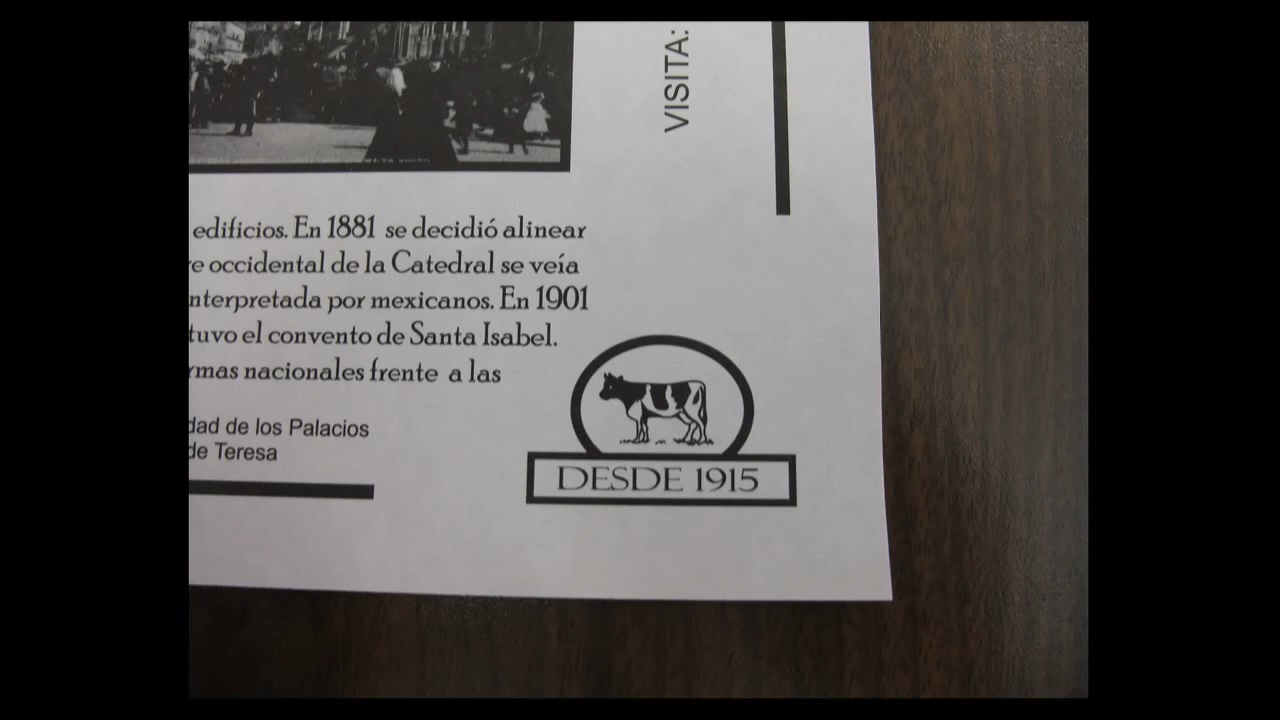 VISITA:
edificios. En 1881 se decidió alinear
occidental de la Catedral se veía
nterpretada por mexicanos. En 1901
tuvo el convento de Santa Isabel.
rmas nacionales frente a las
dad de los Palacios
de Teresa
DESDE 1915